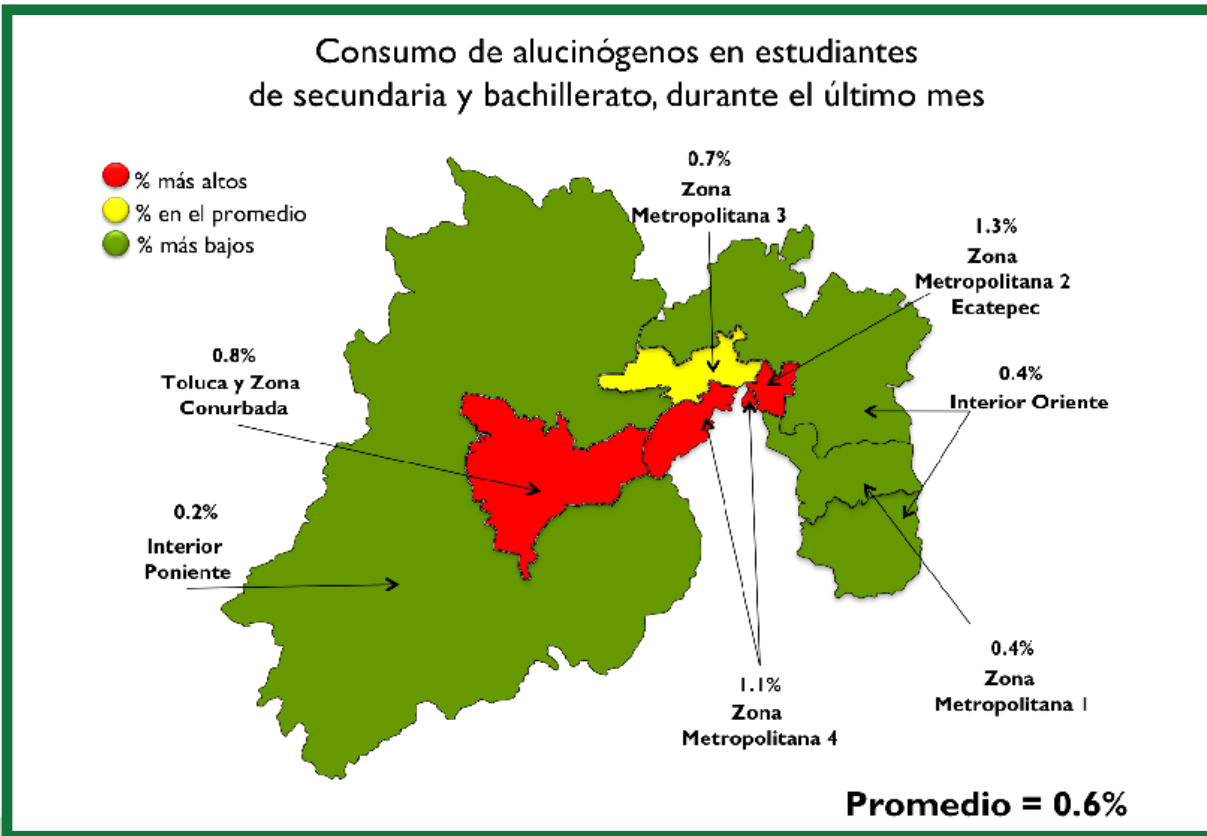 Consumo de alucinógenos en estudiantes
de secundaria y bachillerato, durante el último mes
% más altos
% en el promedio
% más bajos
0.7%
Zona
Metropolitana 3
1.3%
Zona
Metropolitana 2
Ecatepec
0.8%
Toluca y Zona
Conurbada
0.4%
Interior Oriente
0.2%
Interior
Poniente
0.4%
Zona
Metropolitana 1
1.1%
Zona
Metropolitana 4
Promedio = 0.6%